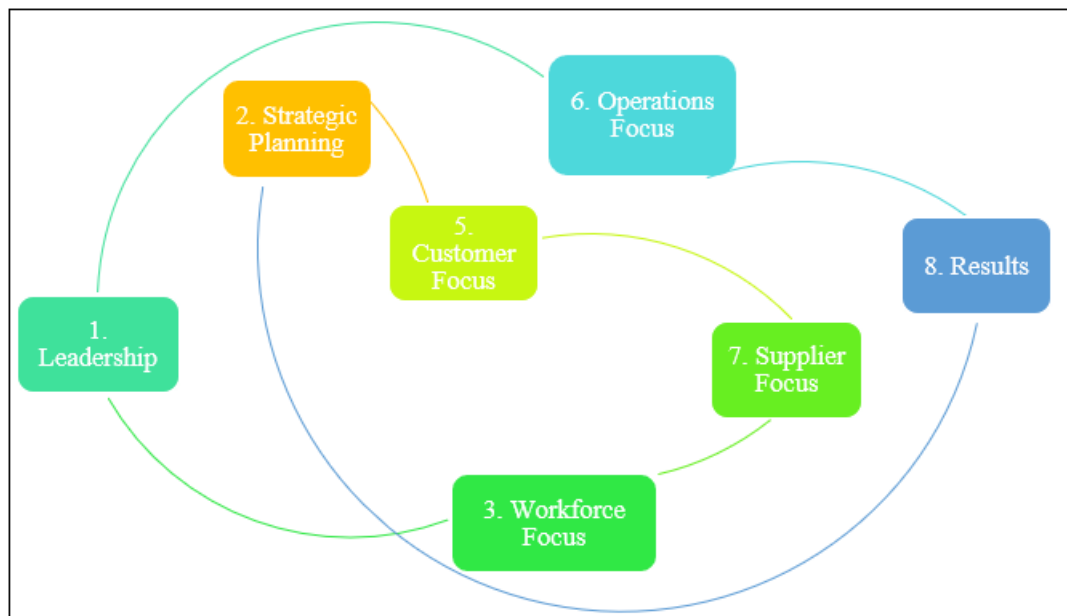 6. Operations
Focus
2. Strategic
Planning
5.
Customer
Focus
8. Results
1.
Leadership
7. Supplier
Focus
3. Workforce
Focus